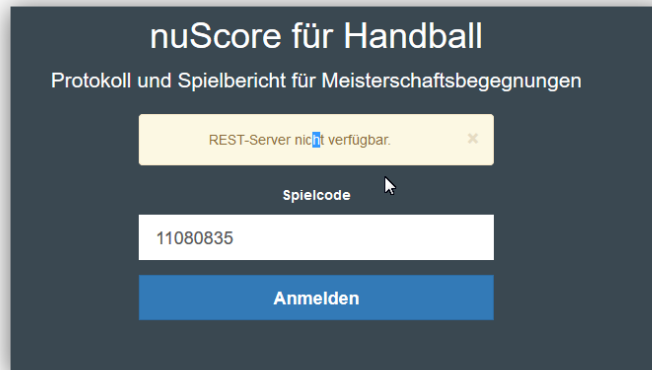 nuScore für Handball
Protokoll und Spielbericht für Meisterschaftsbegegnungen
REST-Server nicht verfügbar. ×
Spielcode
11080835
Anmelden